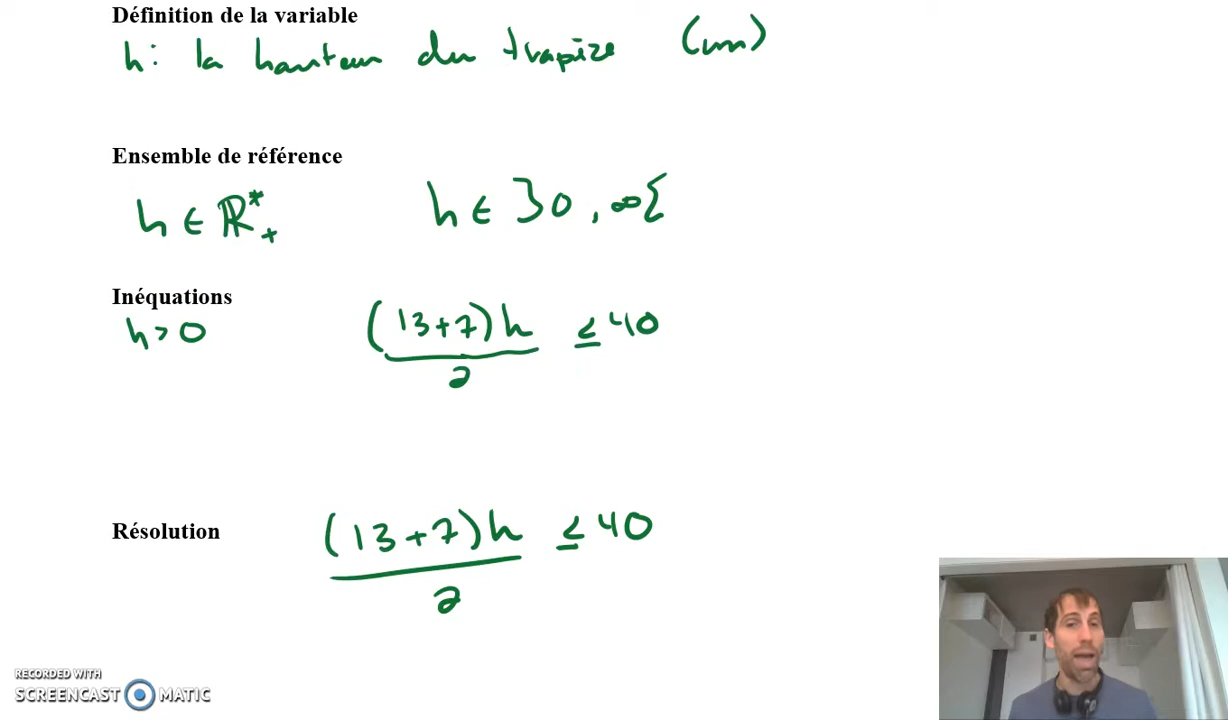 Définition de la variable
h : la hauteur du trapèze (cm)
Ensemble de référence
h ∈ ℝ*₊ h ∈ ]0, ∞[
Inéquations
h > 0 (13+7)h / 2 ≤ 40
Résolution (13+7)h / 2 ≤ 40
RECORDED WITH
SCREENCAST MATIC